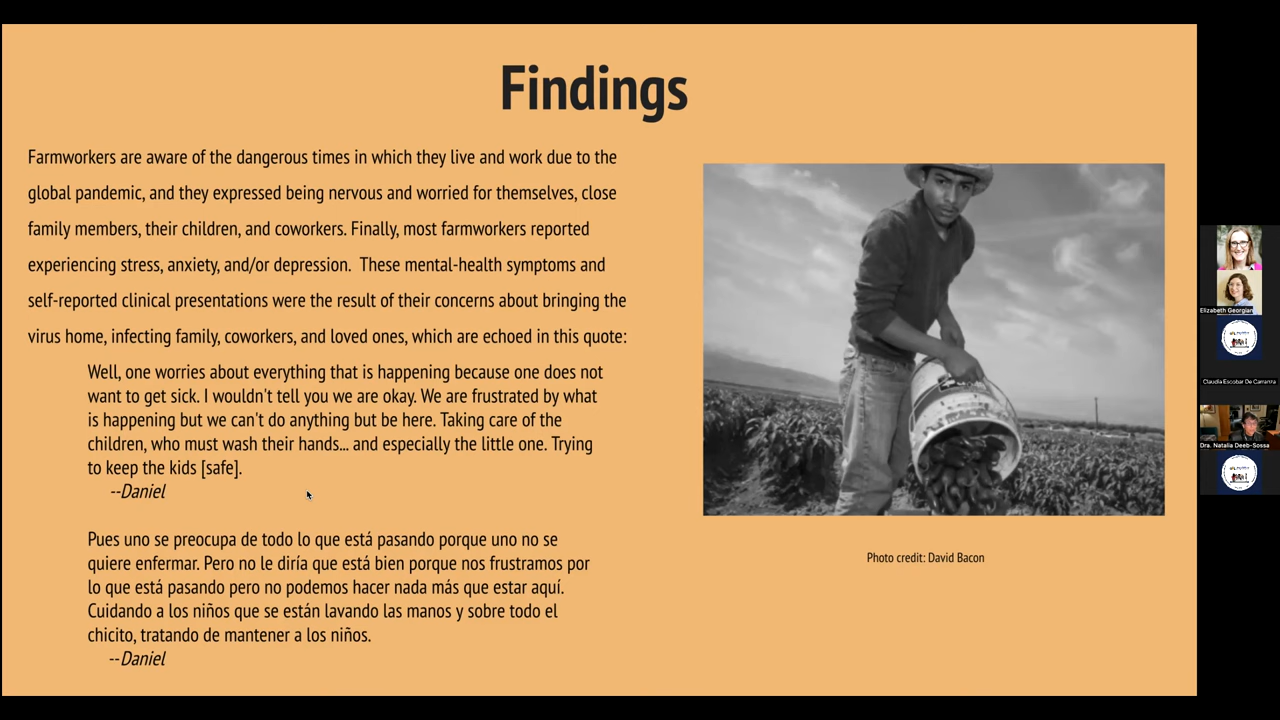 Findings
Farmworkers are aware of the dangerous times in which they live and work due to the
global pandemic, and they expressed being nervous and worried for themselves, close
family members, their children, and coworkers. Finally, most farmworkers reported
experiencing stress, anxiety, and/or depression.  These mental-health symptoms and
self-reported clinical presentations were the result of their concerns about bringing the
virus home, infecting family, coworkers, and loved ones, which are echoed in this quote:
Well, one worries about everything that is happening because one does not
want to get sick. I wouldn't tell you we are okay. We are frustrated by what
is happening but we can't do anything but be here. Taking care of the
children, who must wash their hands... and especially the little one. Trying
to keep the kids [safe].
--Daniel
Pues uno se preocupa de todo lo que está pasando porque uno no se
quiere enfermar. Pero no le diría que está bien porque nos frustramos por
lo que está pasando pero no podemos hacer nada más que estar aquí.
Cuidando a los niños que se están lavando las manos y sobre todo el
chicito, tratando de mantener a los niños.
--Daniel
Photo credit: David Bacon
Elizabeth Georgian
Claudia Escobar De Carranza
Dra. Natalia Deeb-Sossa